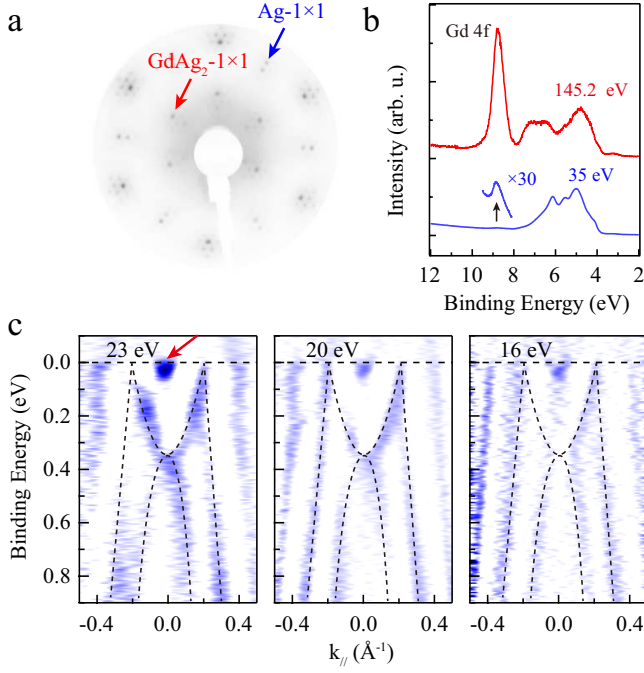 a
Ag-1×1
GdAg₂-1×1
b
Gd 4f
145.2 eV
×30
35 eV
Intensity (arb. u.)
12 10 8 6 4 2
Binding Energy (eV)
c
23 eV
20 eV
16 eV
0.0
0.2
0.4
0.6
0.8
Binding Energy (eV)
-0.4 0.0 0.4
-0.4 0.0 0.4
-0.4 0.0 0.4
k// (Å⁻¹)